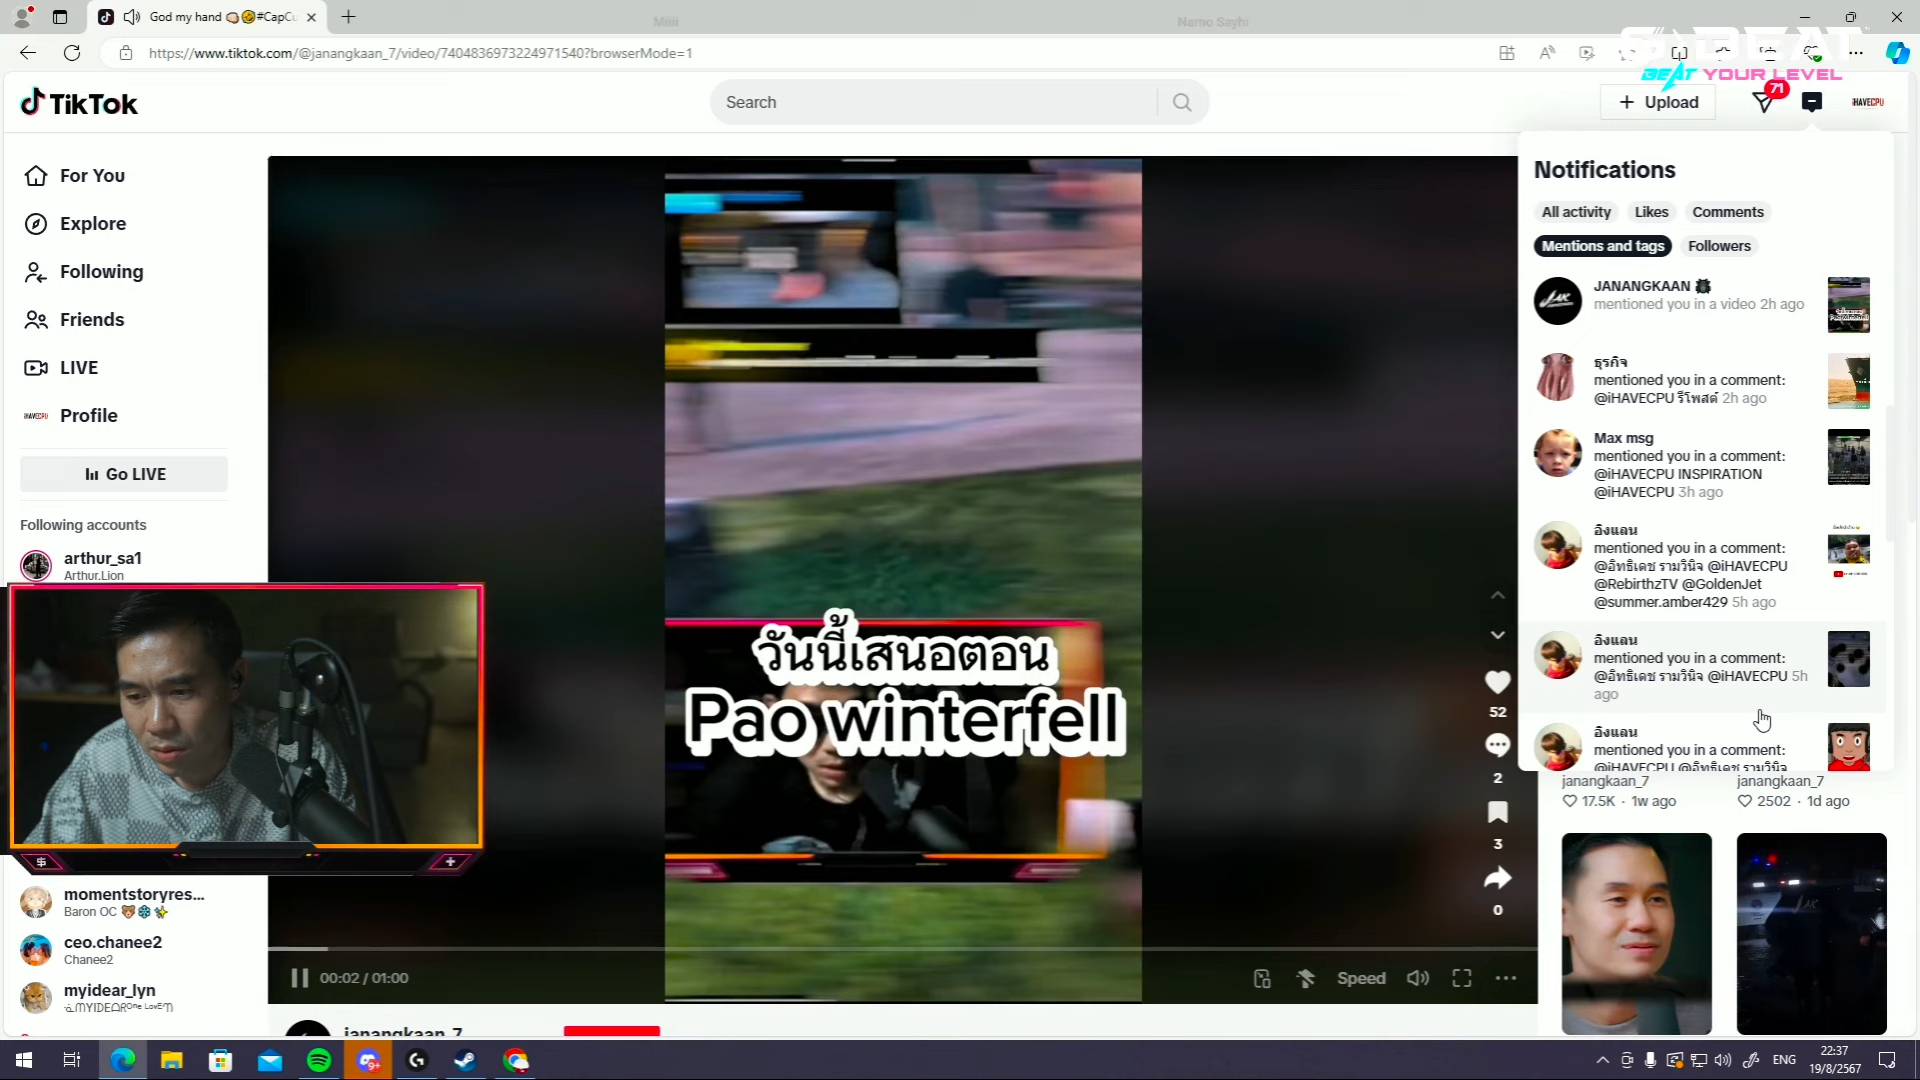 God my hand
Miiii
Namo Sayhi
https://www.tiktok.com/@janangkaan_7/video/7404836973224971540?browserMode=1
BEAT
BEAT YOUR LEVEL
TikTok
Search
Upload
71
iHAVECPU
For You
Explore
Following
Friends
LIVE
iHAVECPU
Profile
Go LIVE
Following accounts
arthur_sa1
Arthur.Lion
momentstoryres...
Baron OC
ceo.chanee2
Chanee2
myidear_lyn
วันนี้เสนอตอน
Pao winterfell
00:02 / 01:00
Speed
52
2
3
0
janangkaan_7
Notifications
All activity
Likes
Comments
Mentions and tags
Followers
JANANGKAAN
mentioned you in a video 2h ago
ธุรกิจ
mentioned you in a comment:
@iHAVECPU รีโพสต์ 2h ago
Max msg
mentioned you in a comment:
@iHAVECPU INSPIRATION
@iHAVECPU 3h ago
อิงแลน
mentioned you in a comment:
@อิทธิเดช รามวินิจ @iHAVECPU
@RebirthzTV @GoldenJet
@summer.amber429 5h ago
อิงแลน
mentioned you in a comment:
@อิทธิเดช รามวินิจ @iHAVECPU 5h
ago
อิงแลน
mentioned you in a comment:
@iHAVECPU @อิทธิเดช รามวินิจ
janangkaan_7
17.5K · 1w ago
janangkaan_7
2502 · 1d ago
ENG
22:37
19/8/2567